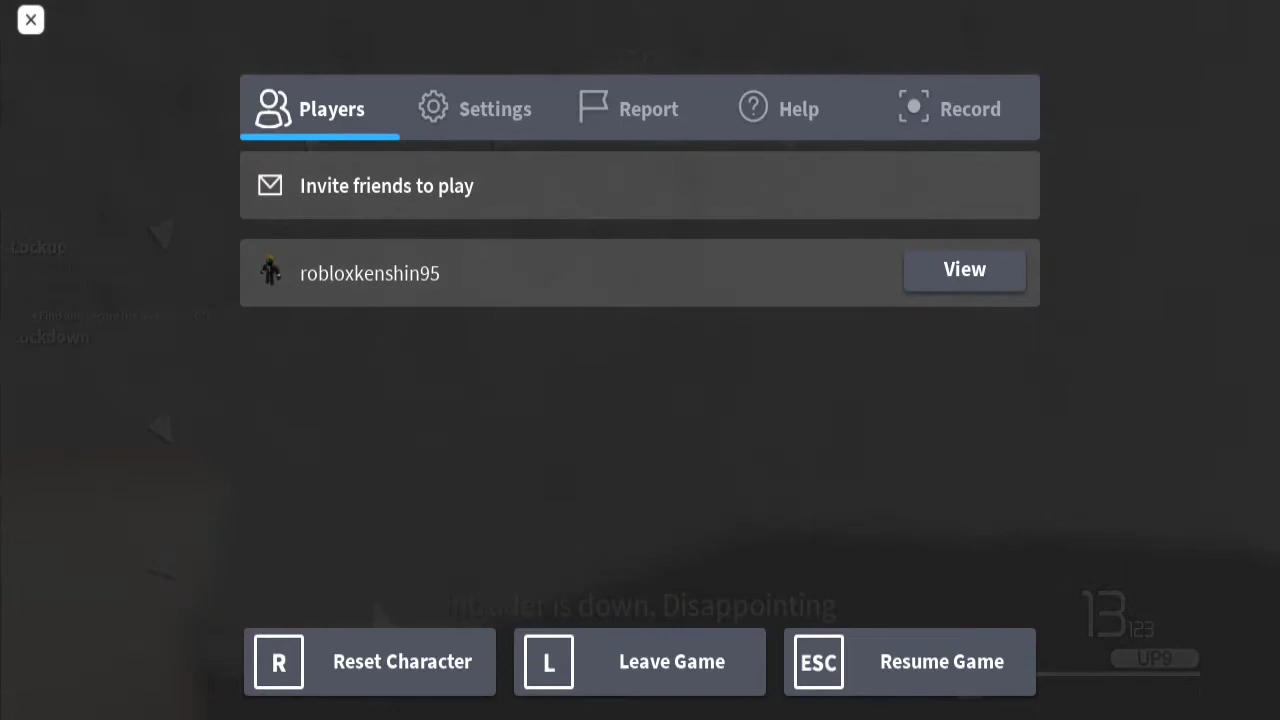 Players
Settings
Report
Help
Record
Invite friends to play
Lockup
robloxkenshin95
View
is down. Disappointing
13
123
UP9
R
Reset Character
L
Leave Game
ESC
Resume Game